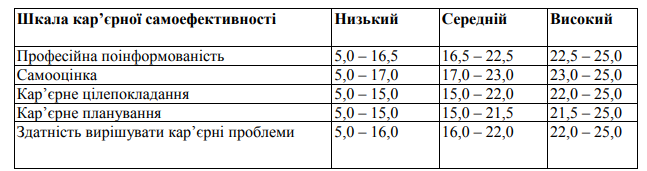 Шкала кар’єрної самоефективності Низький Середній Високий
Професійна поінформованість 5,0 – 16,5 16,5 – 22,5 22,5 – 25,0
Самооцінка 5,0 – 17,0 17,0 – 23,0 23,0 – 25,0
Кар’єрне цілепокладання 5,0 – 15,0 15,0 – 22,0 22,0 – 25,0
Кар’єрне планування 5,0 – 15,0 15,0 – 21,5 21,5 – 25,0
Здатність вирішувати кар’єрні проблеми 5,0 – 16,0 16,0 – 22,0 22,0 – 25,0